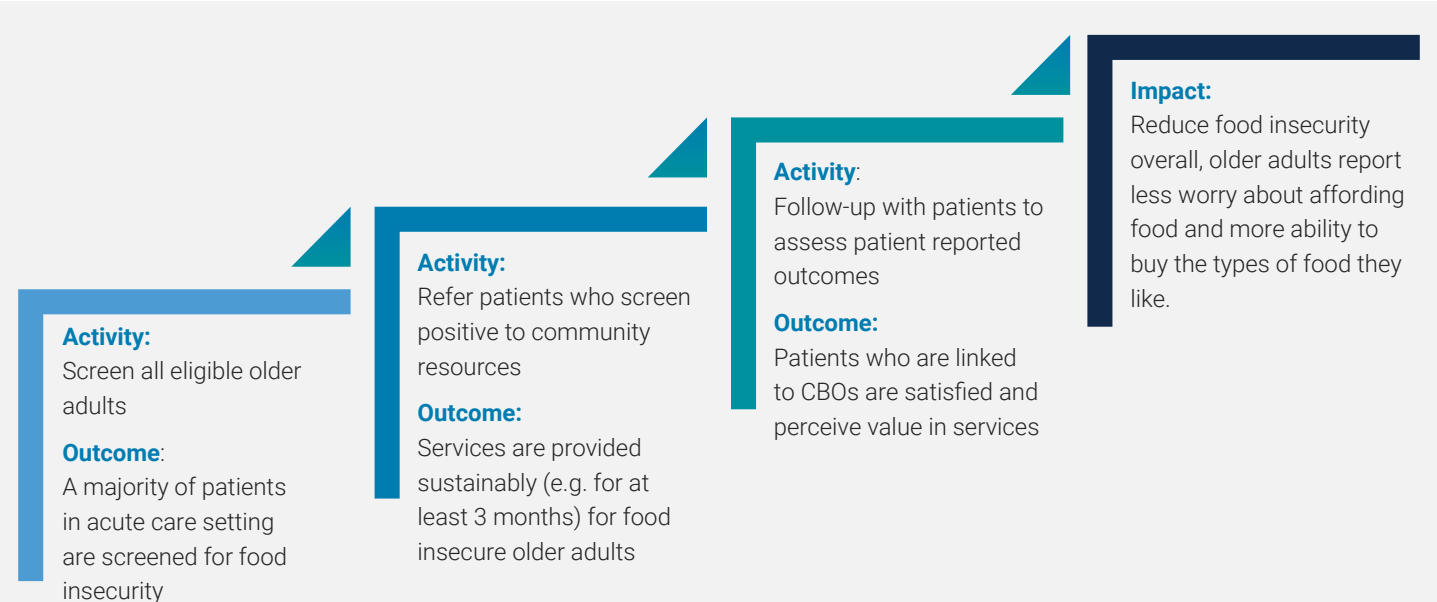 Activity:
Screen all eligible older
adults
Outcome:
A majority of patients
in acute care setting
are screened for food
insecurity
Activity:
Refer patients who screen
positive to community
resources
Outcome:
Services are provided
sustainably (e.g. for at
least 3 months) for food
insecure older adults
Activity:
Follow-up with patients to
assess patient reported
outcomes
Outcome:
Patients who are linked
to CBOs are satisfied and
perceive value in services
Impact:
Reduce food insecurity
overall, older adults report
less worry about affording
food and more ability to
buy the types of food they
like.